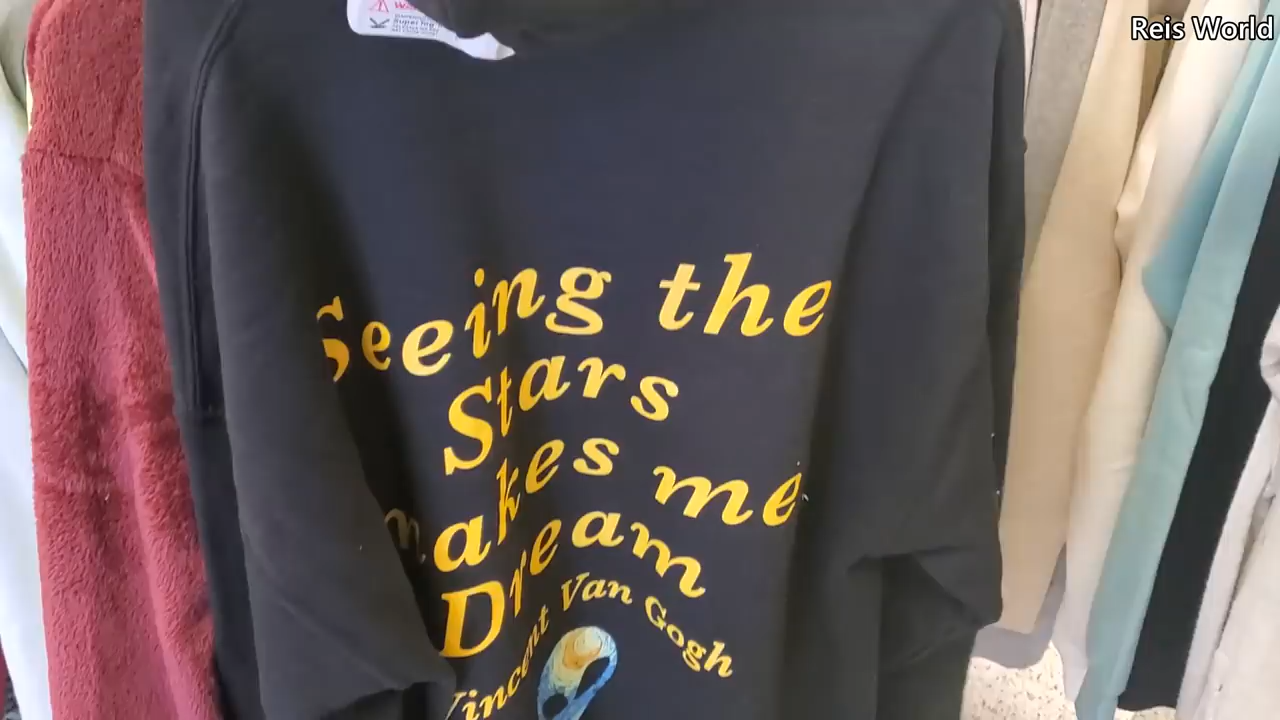 Reis World
Seeing the
Stars
makes me
Dream
Vincent Van Gogh